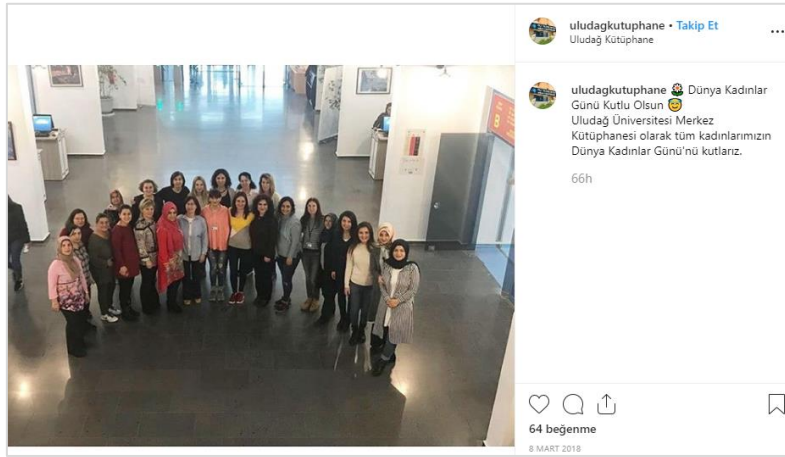 uludagkutuphane • Takip Et
Uludağ Kütüphane
uludagkutuphane Dünya Kadınlar
Günü Kutlu Olsun
Uludağ Üniversitesi Merkez
Kütüphanesi olarak tüm kadınlarımızın
Dünya Kadınlar Günü'nü kutlarız.
66h
B
64 beğenme
8 MART 2018